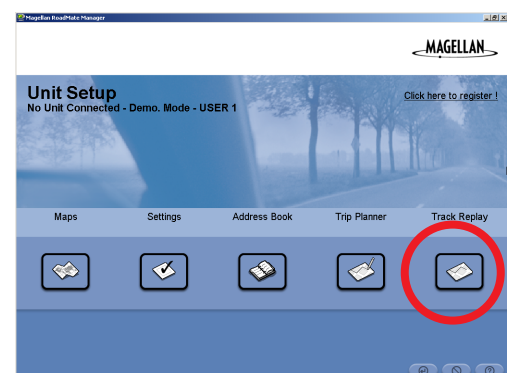 Magellan RoadMate Manager
MAGELLAN
Unit Setup
No Unit Connected - Demo. Mode - USER 1
Click here to register !
Maps Settings Address Book Trip Planner Track Replay